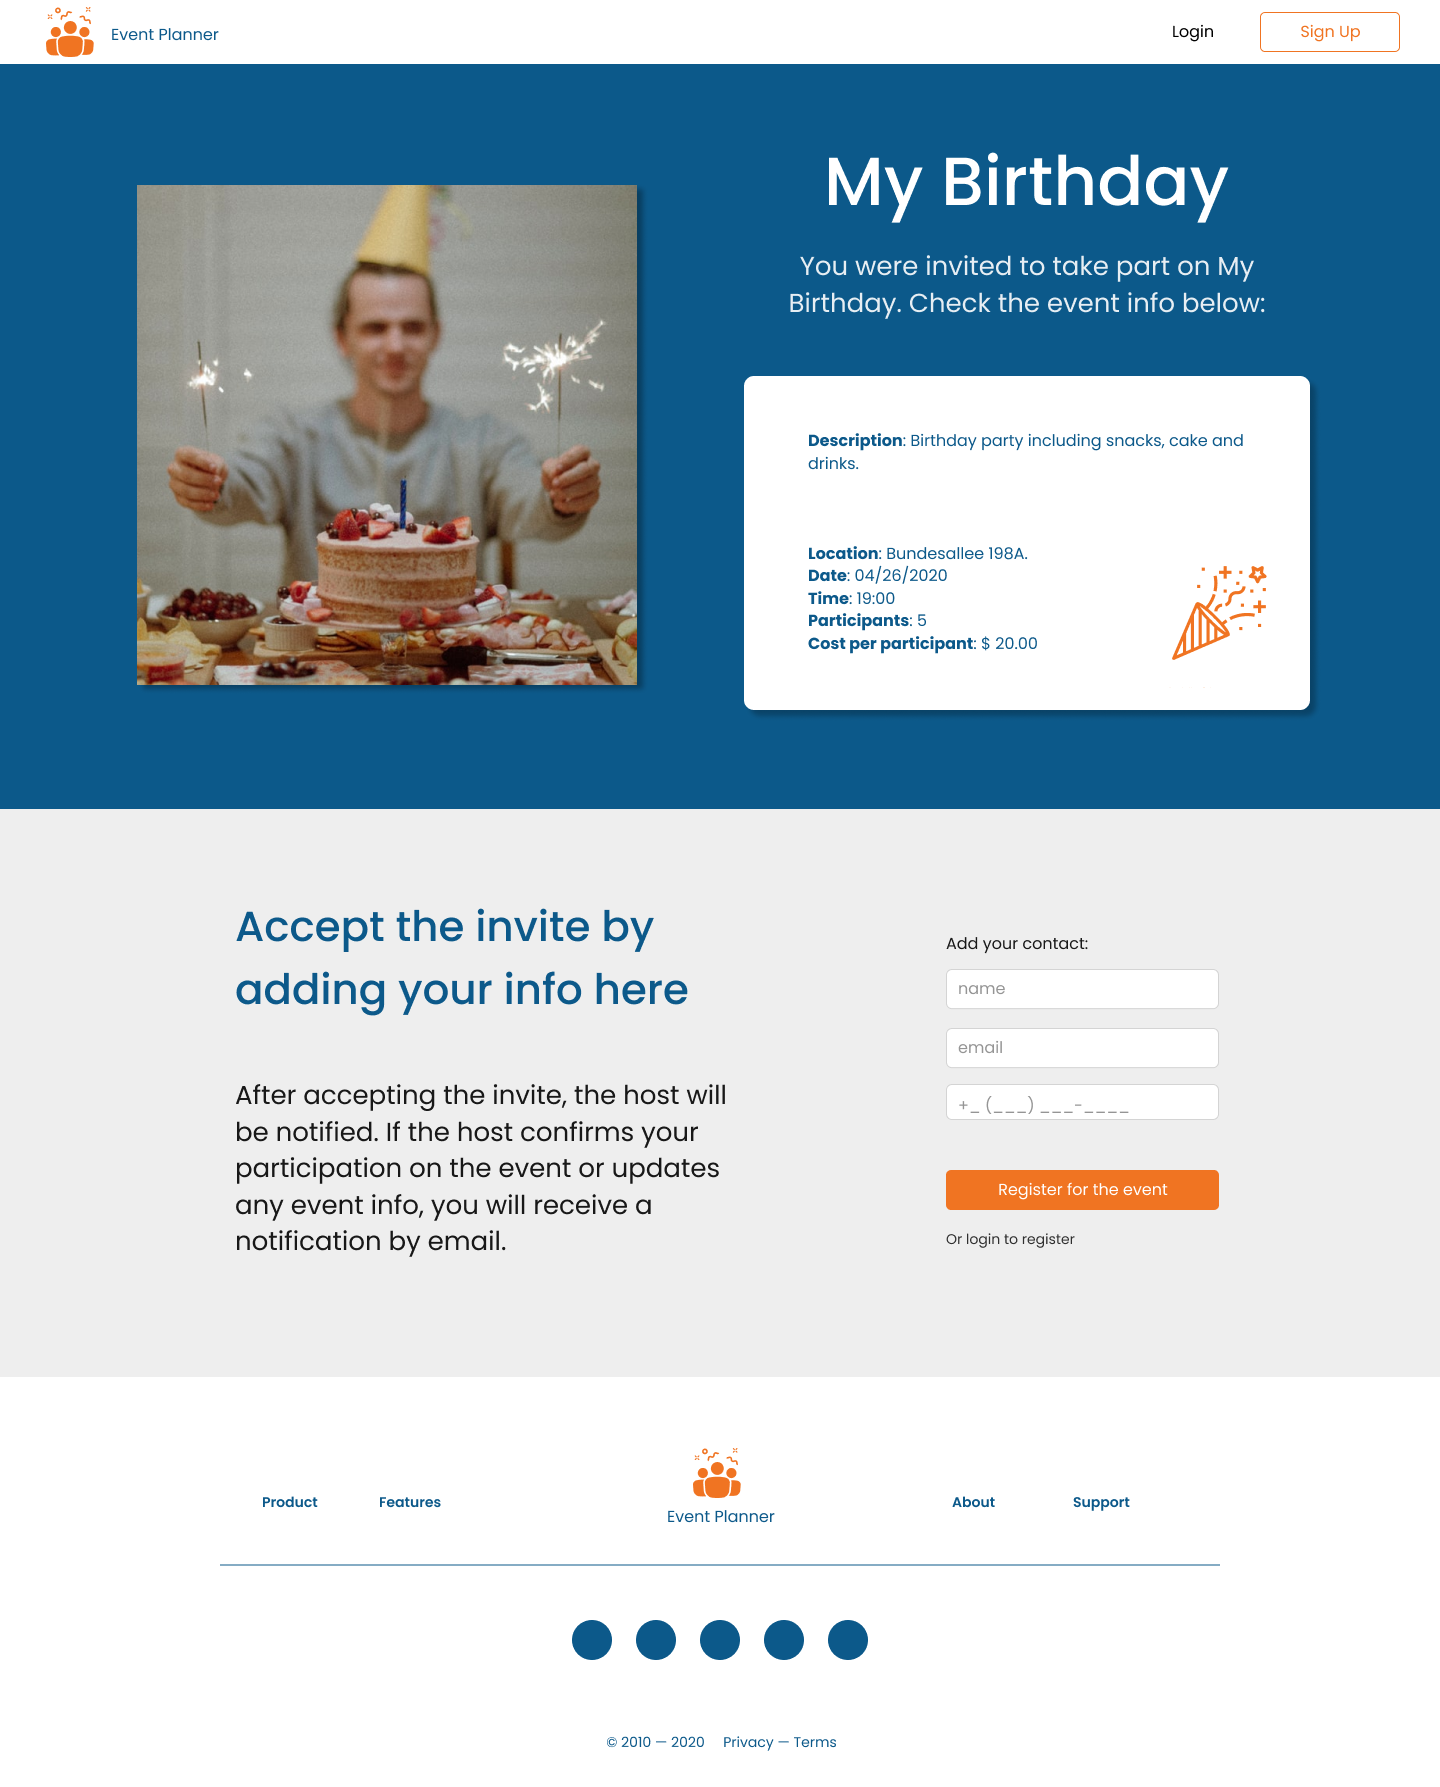 Event Planner
Login
Sign Up
My Birthday
You were invited to take part on My
Birthday. Check the event info below:
Description: Birthday party including snacks, cake and
drinks.
Location: Bundesallee 198A.
Date: 04/26/2020
Time: 19:00
Participants: 5
Cost per participant: $ 20.00
Accept the invite by
adding your info here
After accepting the invite, the host will
be notified. If the host confirms your
participation on the event or updates
any event info, you will receive a
notification by email.
Add your contact:
name
email
+_ (___) ___-____
Register for the event
Or login to register
Product
Features
Event Planner
About
Support
© 2010 — 2020
Privacy — Terms